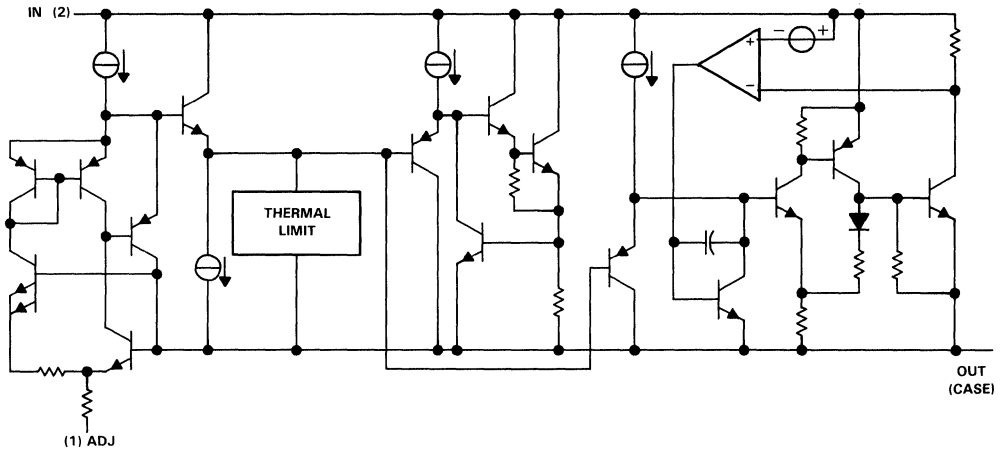 IN (2)
− +
+
−
THERMAL
LIMIT
OUT
(CASE)
(1) ADJ